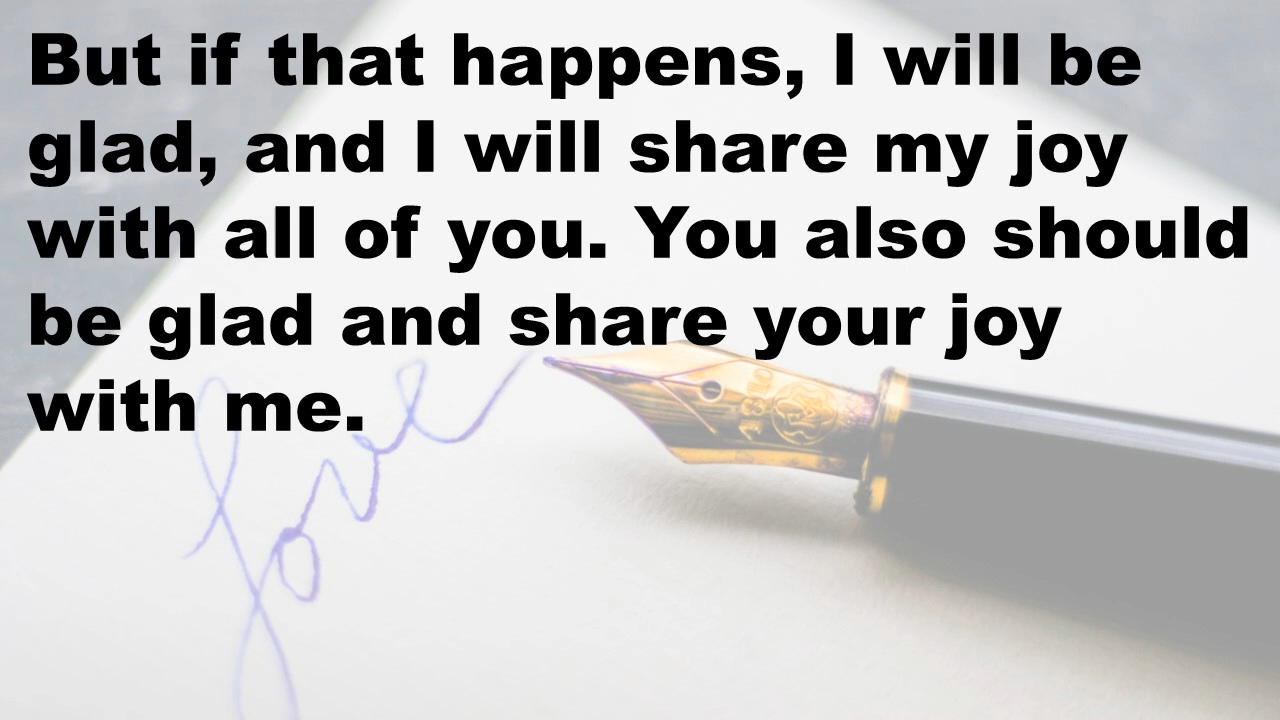 But if that happens, I will be
glad, and I will share my joy
with all of you. You also should
be glad and share your joy
with me.
love